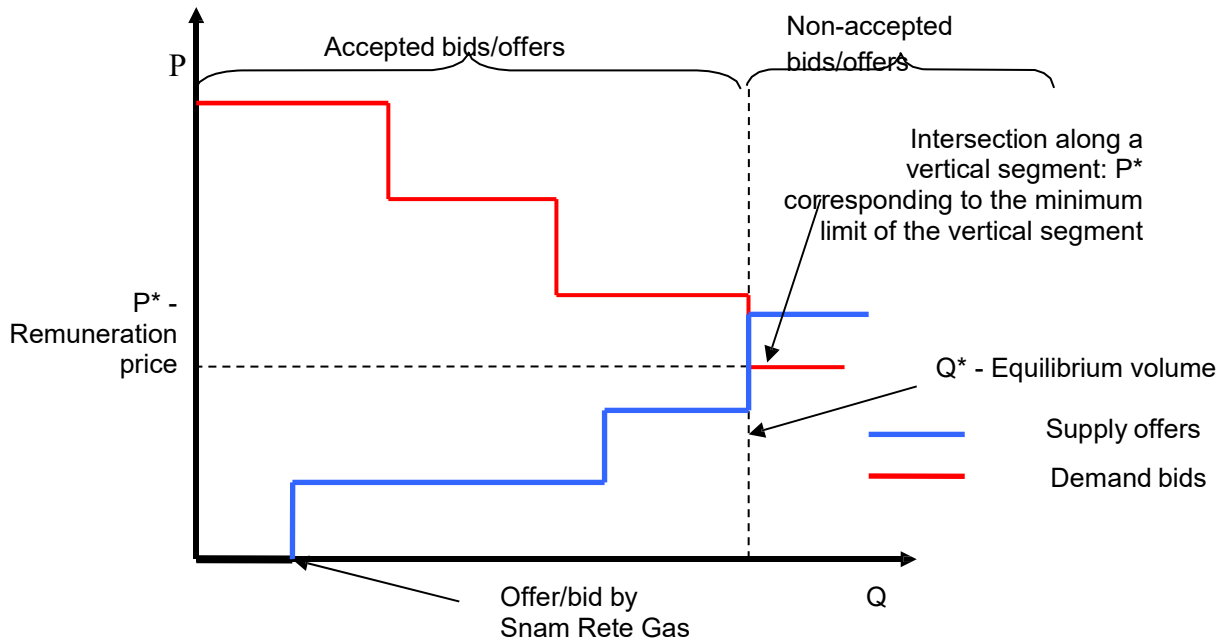 Non-accepted
bids/offers
Accepted bids/offers
P
Intersection along a
vertical segment: P*
corresponding to the minimum
limit of the vertical segment
P* -
Remuneration
price
Q* - Equilibrium volume
Supply offers
Demand bids
Offer/bid by
Snam Rete Gas
Q